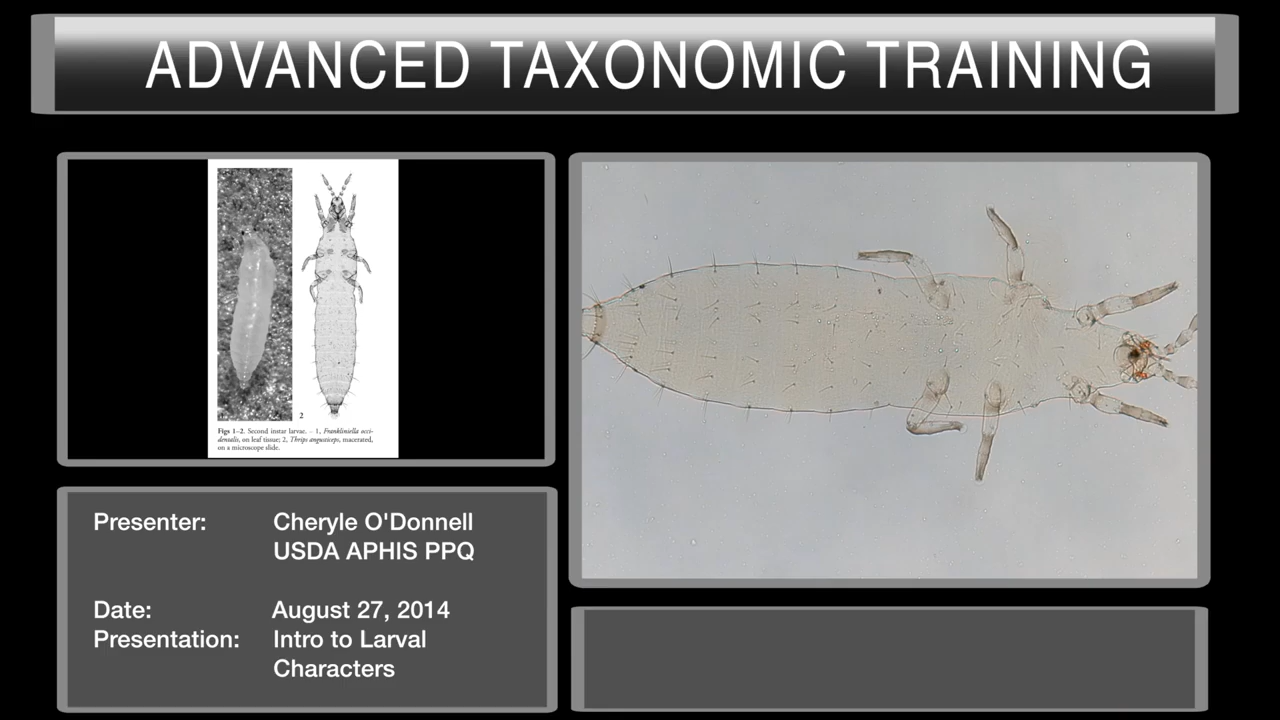 ADVANCED TAXONOMIC TRAINING
2
Figs 1–2. Second instar larvae. – 1, Frankliniella occi-
dentalis, on leaf tissue; 2, Thrips angusticeps, macerated,
on a microscope slide.
Presenter: Cheryle O'Donnell
USDA APHIS PPQ
Date: August 27, 2014
Presentation: Intro to Larval
Characters